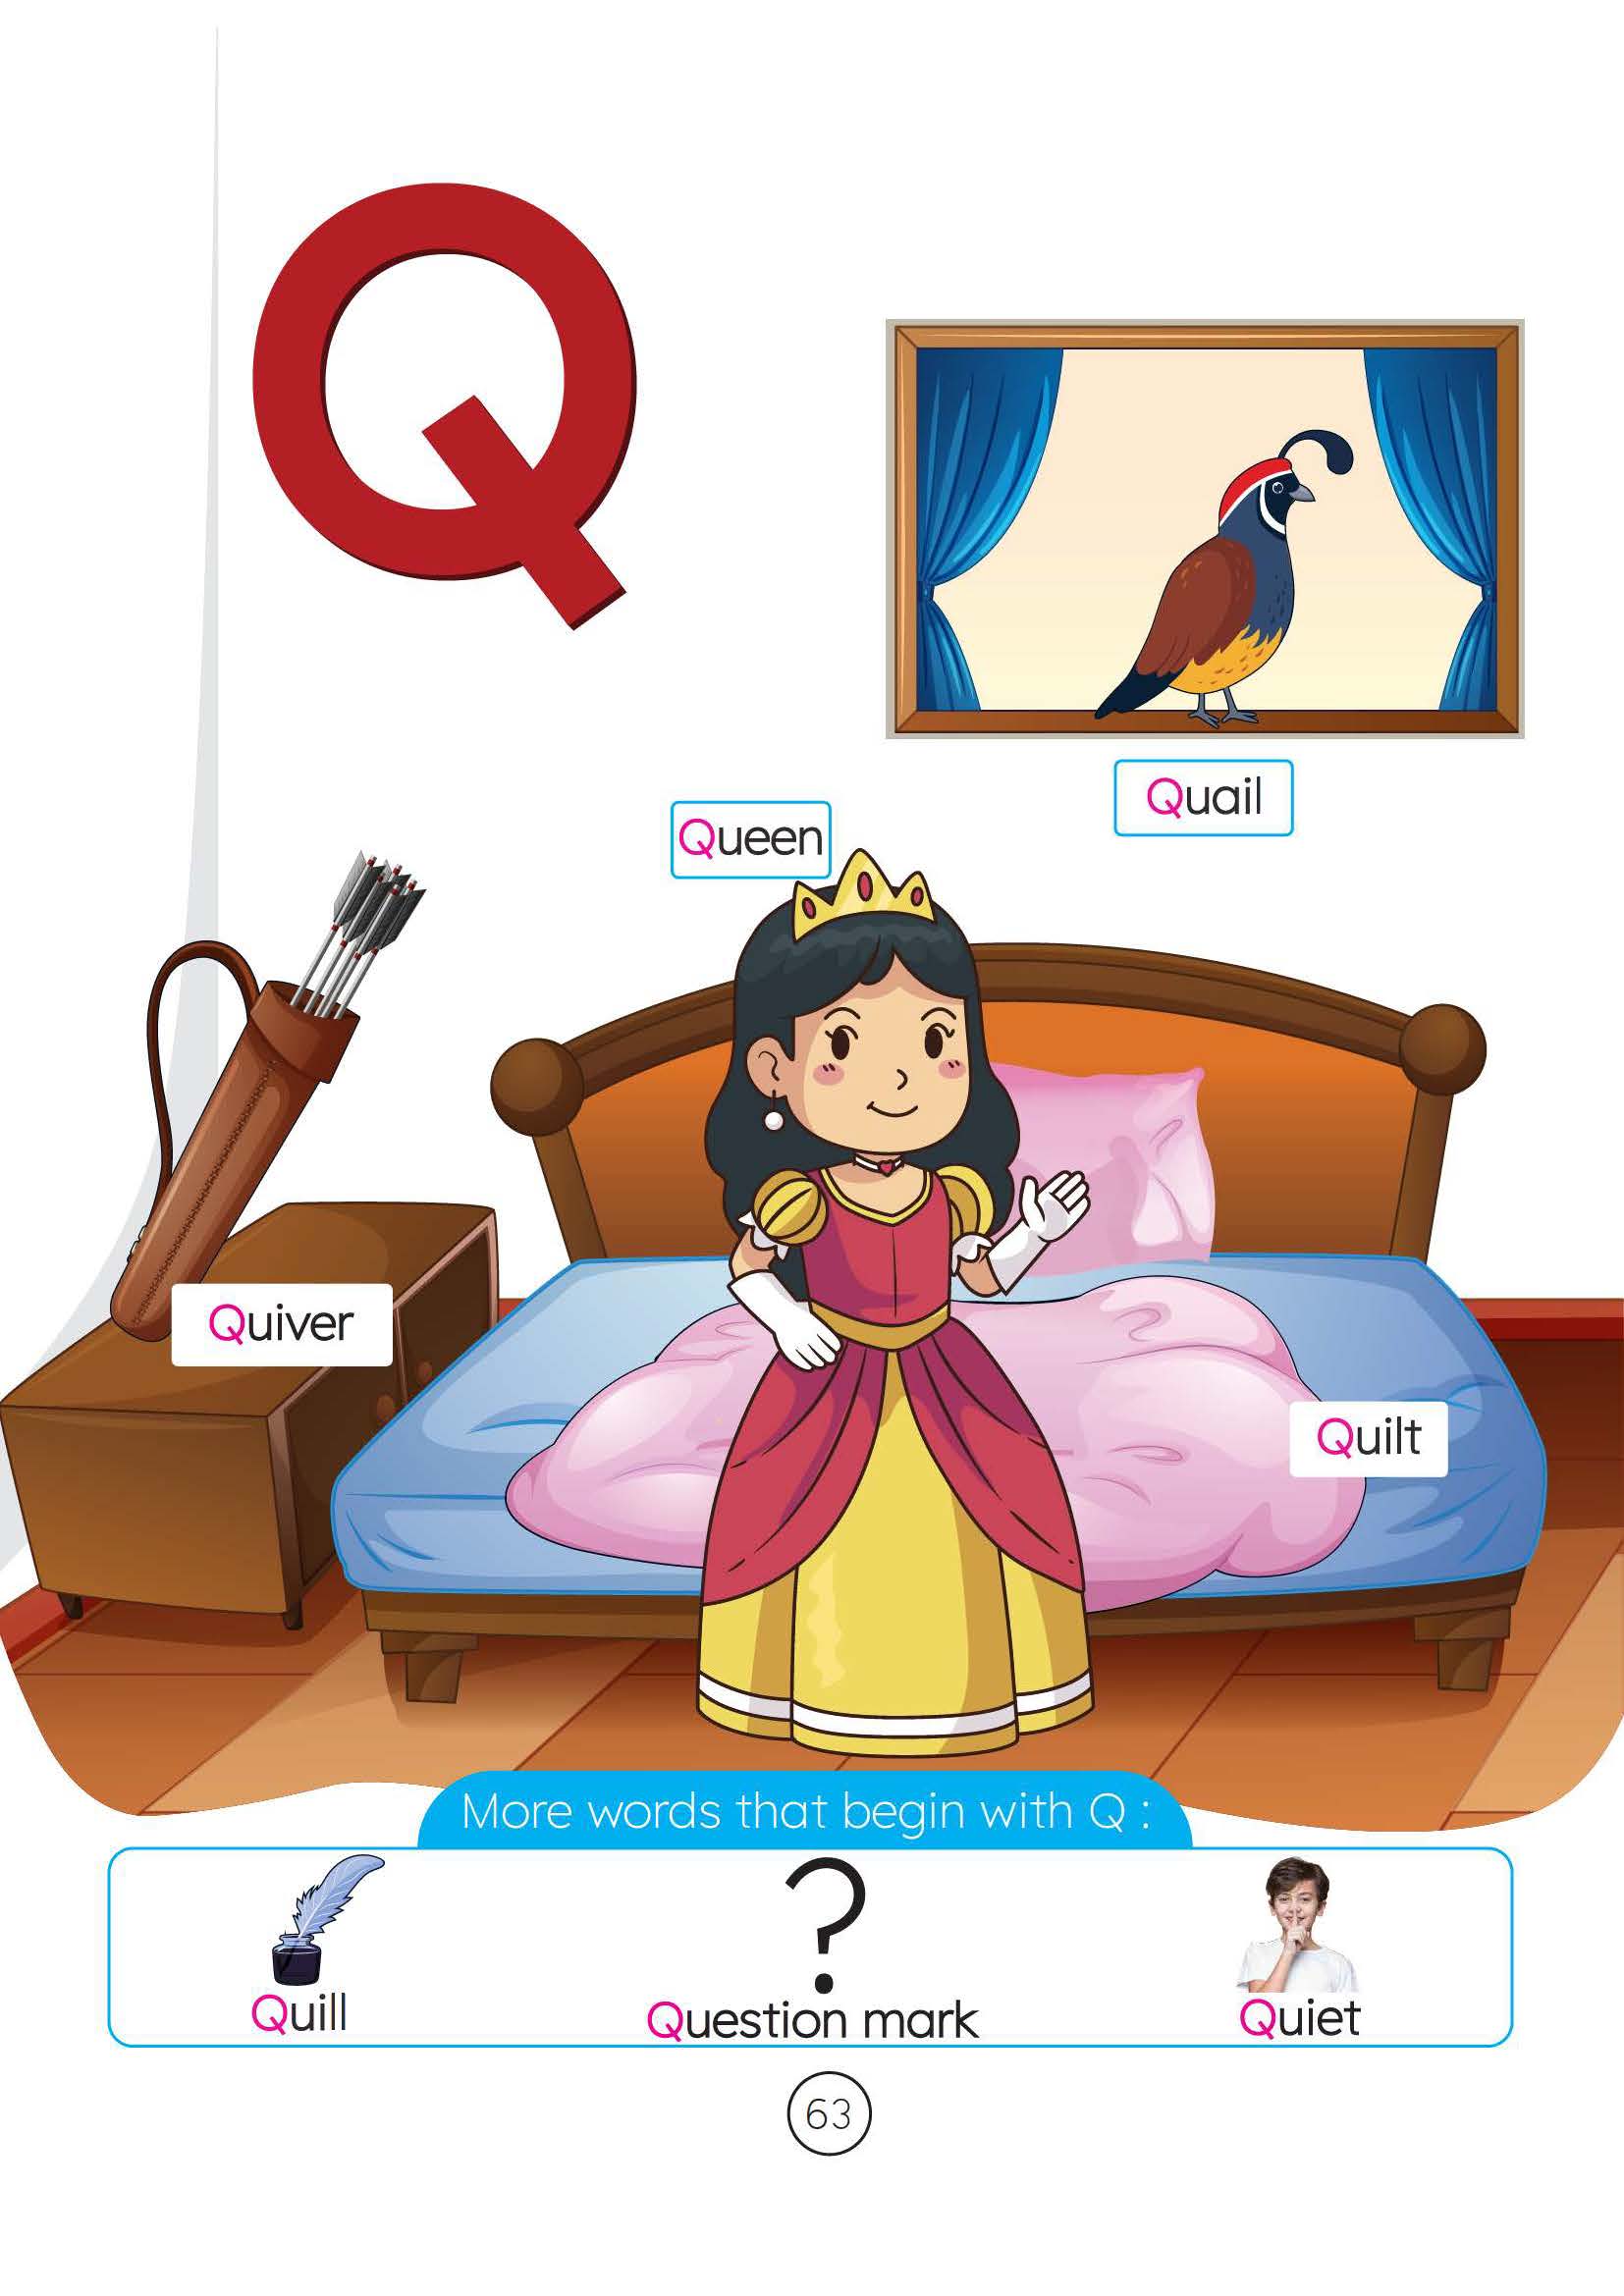 Q
Quail
Queen
Quiver
Quilt
More words that begin with Q :
?
Quill
Question mark
Quiet
63